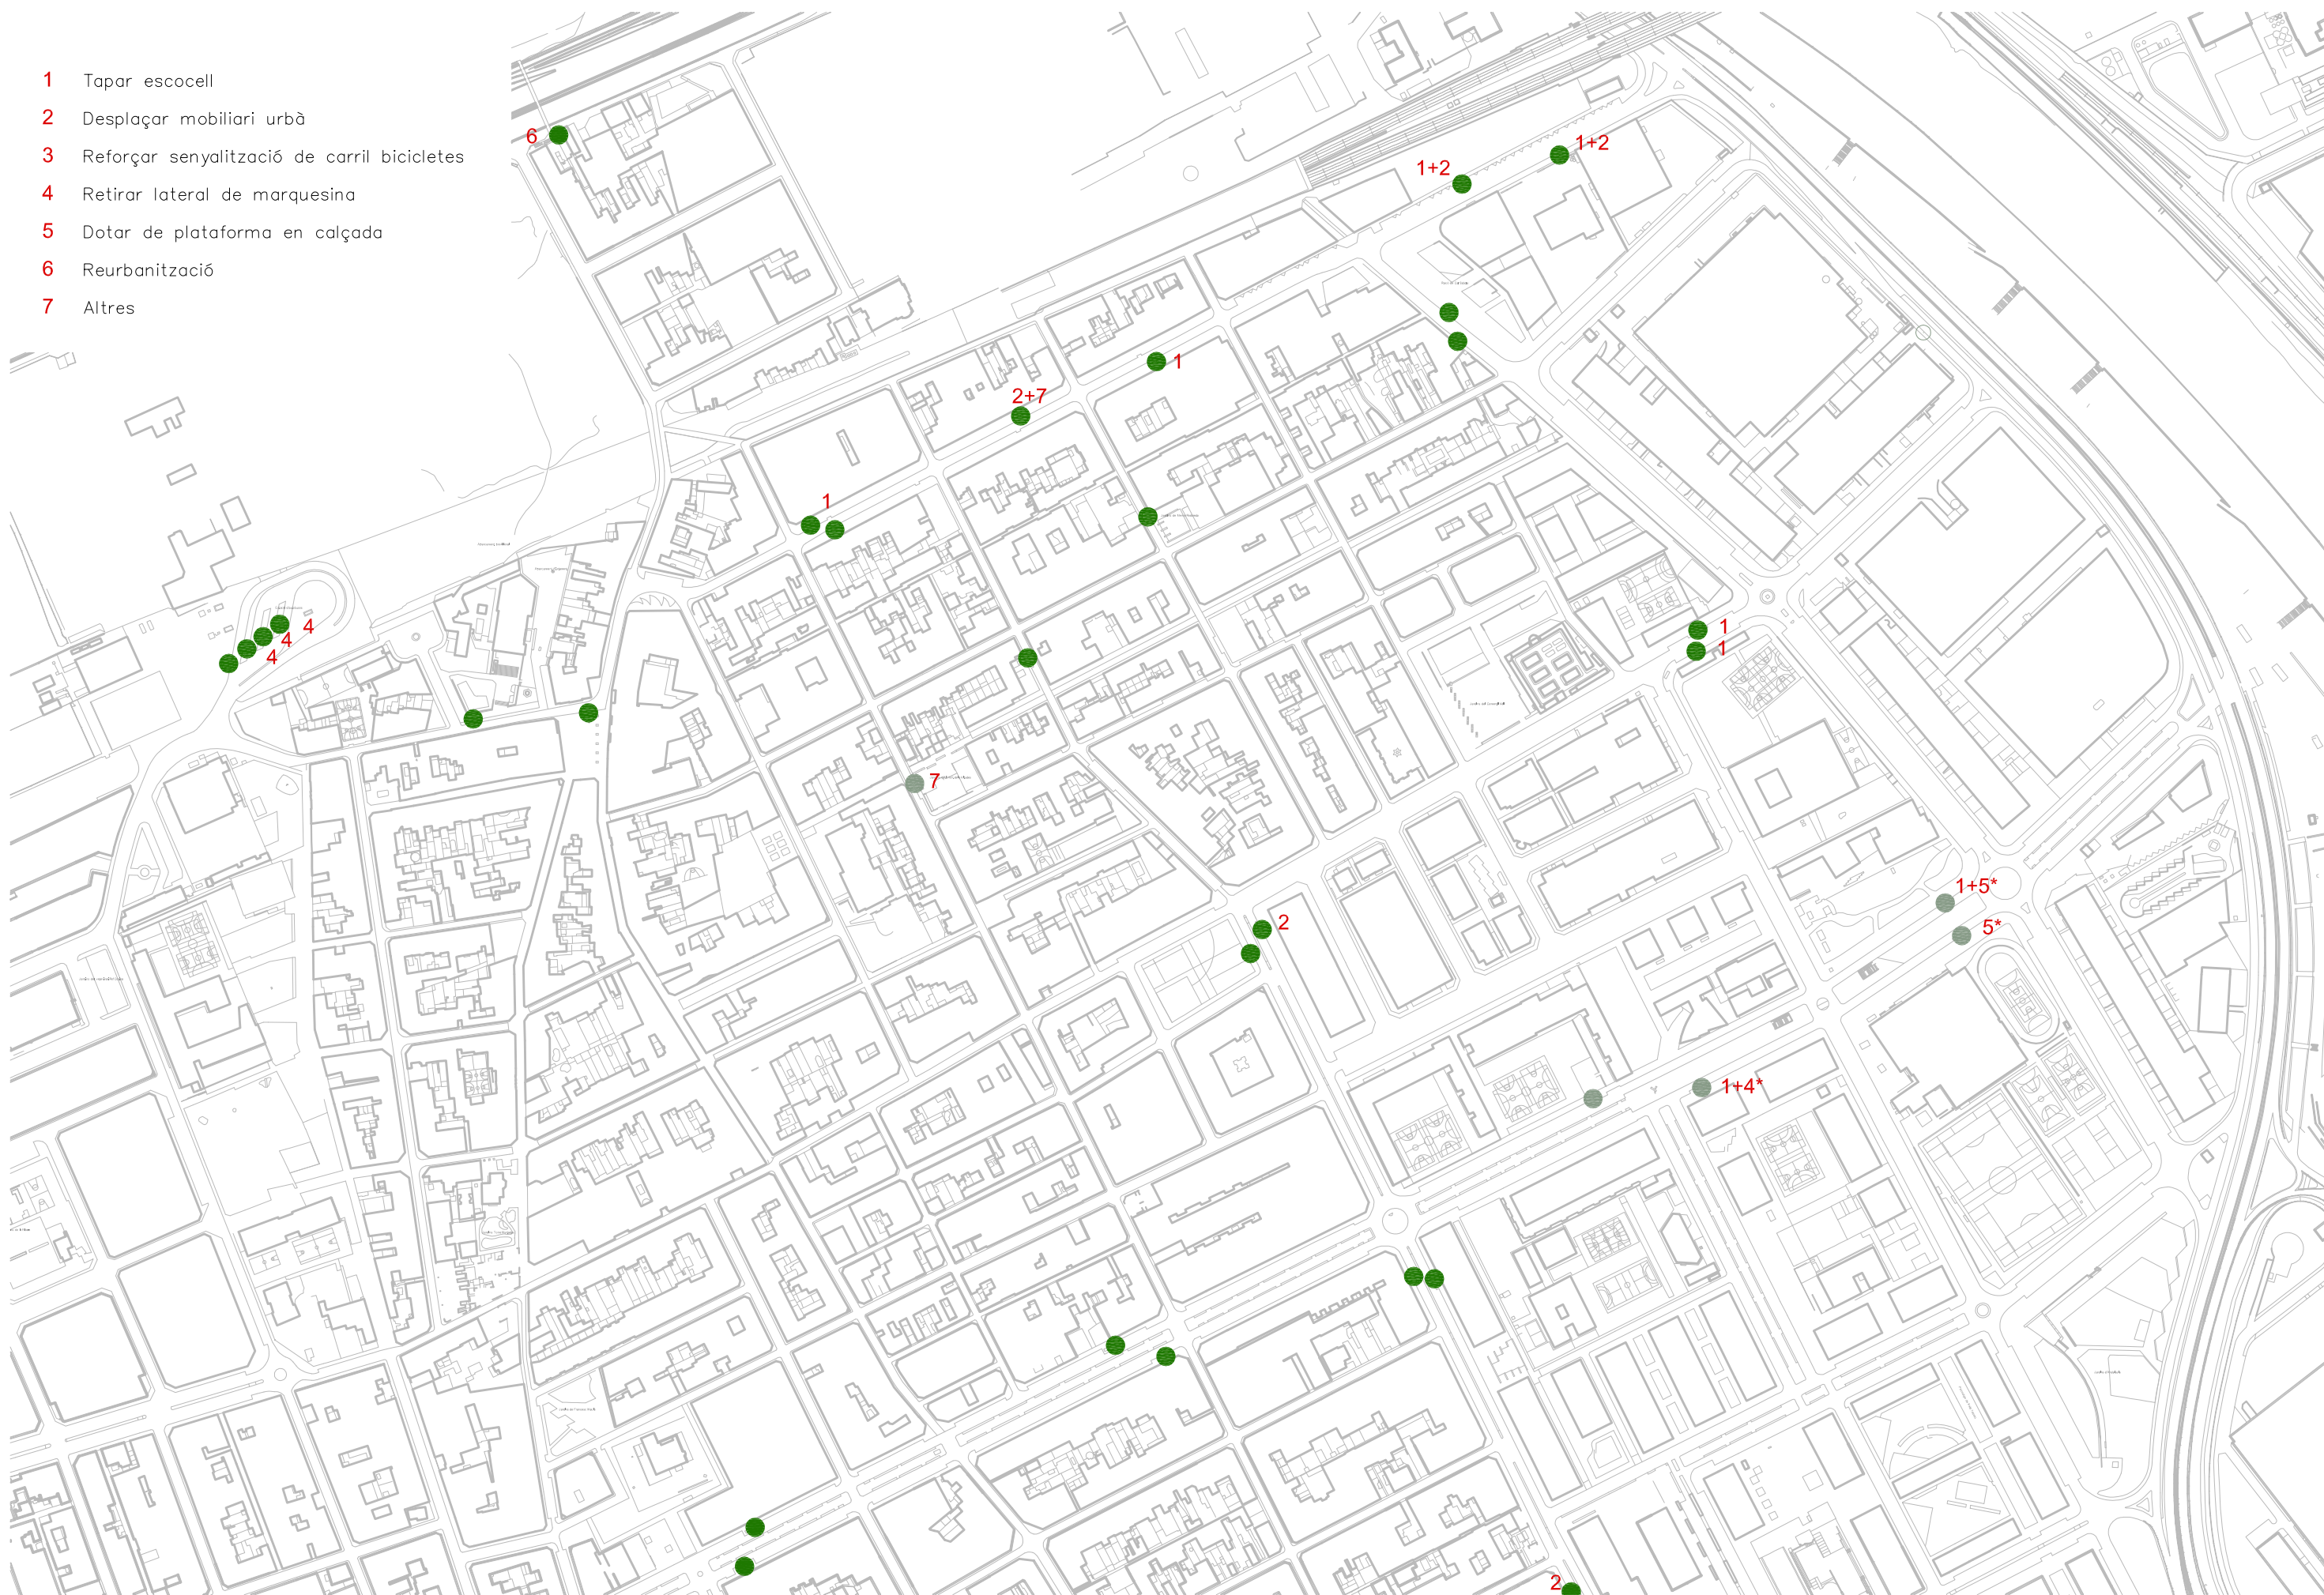 1 Tapar escocell
2 Desplaçar mobiliari urbà
3 Reforçar senyalització de carril bicicletes
4 Retirar lateral de marquesina
5 Dotar de plataforma en calçada
6 Reurbanització
7 Altres
6
1+2
1+2
1
2+7
1
4
4
4
1
1
7
1+5*
2
5*
1+4*
2